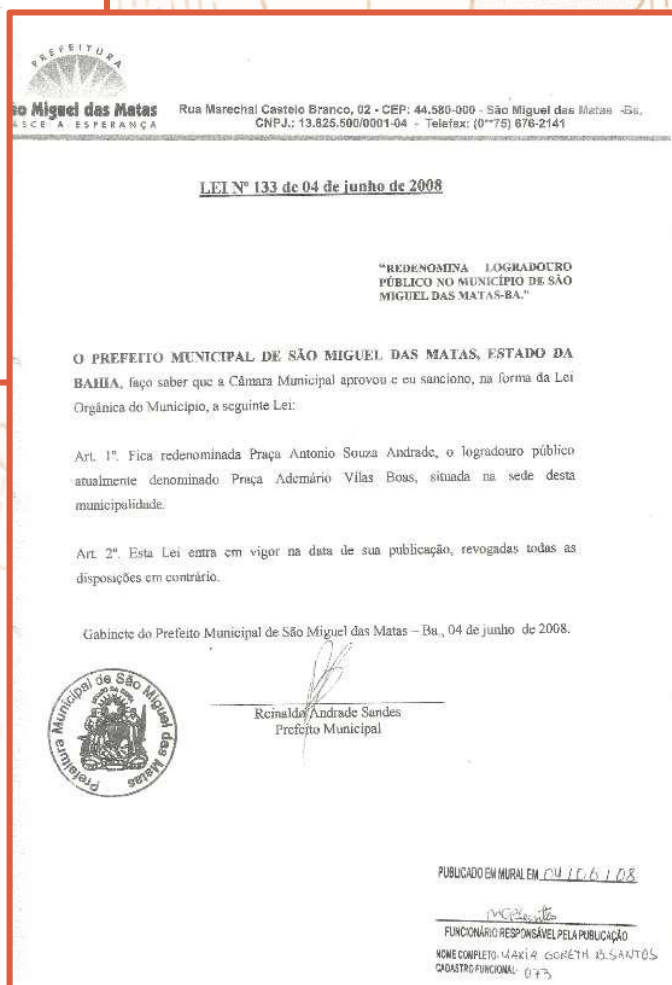 PREFEITURA
ão Miguel das Matas
ASCE A ESPERANÇA
Rua Marechal Castelo Branco, 02 - CEP: 44.580-000 - São Miguel das Matas -Ba.
CNPJ.: 13.825.500/0001-04 - Telefax: (0**75) 676-2141
LEI Nº 133 de 04 de junho de 2008
"REDENOMINA LOGRADOURO
PÚBLICO NO MUNICÍPIO DE SÃO
MIGUEL DAS MATAS-BA."
O PREFEITO MUNICIPAL DE SÃO MIGUEL DAS MATAS, ESTADO DA
BAHIA, faço saber que a Câmara Municipal aprovou e eu sanciono, na forma da Lei
Orgânica do Município, a seguinte Lei:
Art. 1º. Fica redenominada Praça Antonio Souza Andrade, o logradouro público
atualmente denominado Praça Ademário Vilas Boas, situada na sede desta
municipalidade.
Art. 2º. Esta Lei entra em vigor na data de sua publicação, revogadas todas as
disposições em contrário.
Gabinete do Prefeito Municipal de São Miguel das Matas – Ba., 04 de junho de 2008.
Reinaldo Andrade Sandes
Prefeito Municipal
Prefeitura Municipal de São Miguel das Matas
PUBLICADO EM MURAL EM 04/06/08
FUNCIONÁRIO RESPONSÁVEL PELA PUBLICAÇÃO
NOME COMPLETO: MARIA GORETH B. SANTOS
CADASTRO FUNCIONAL: 073